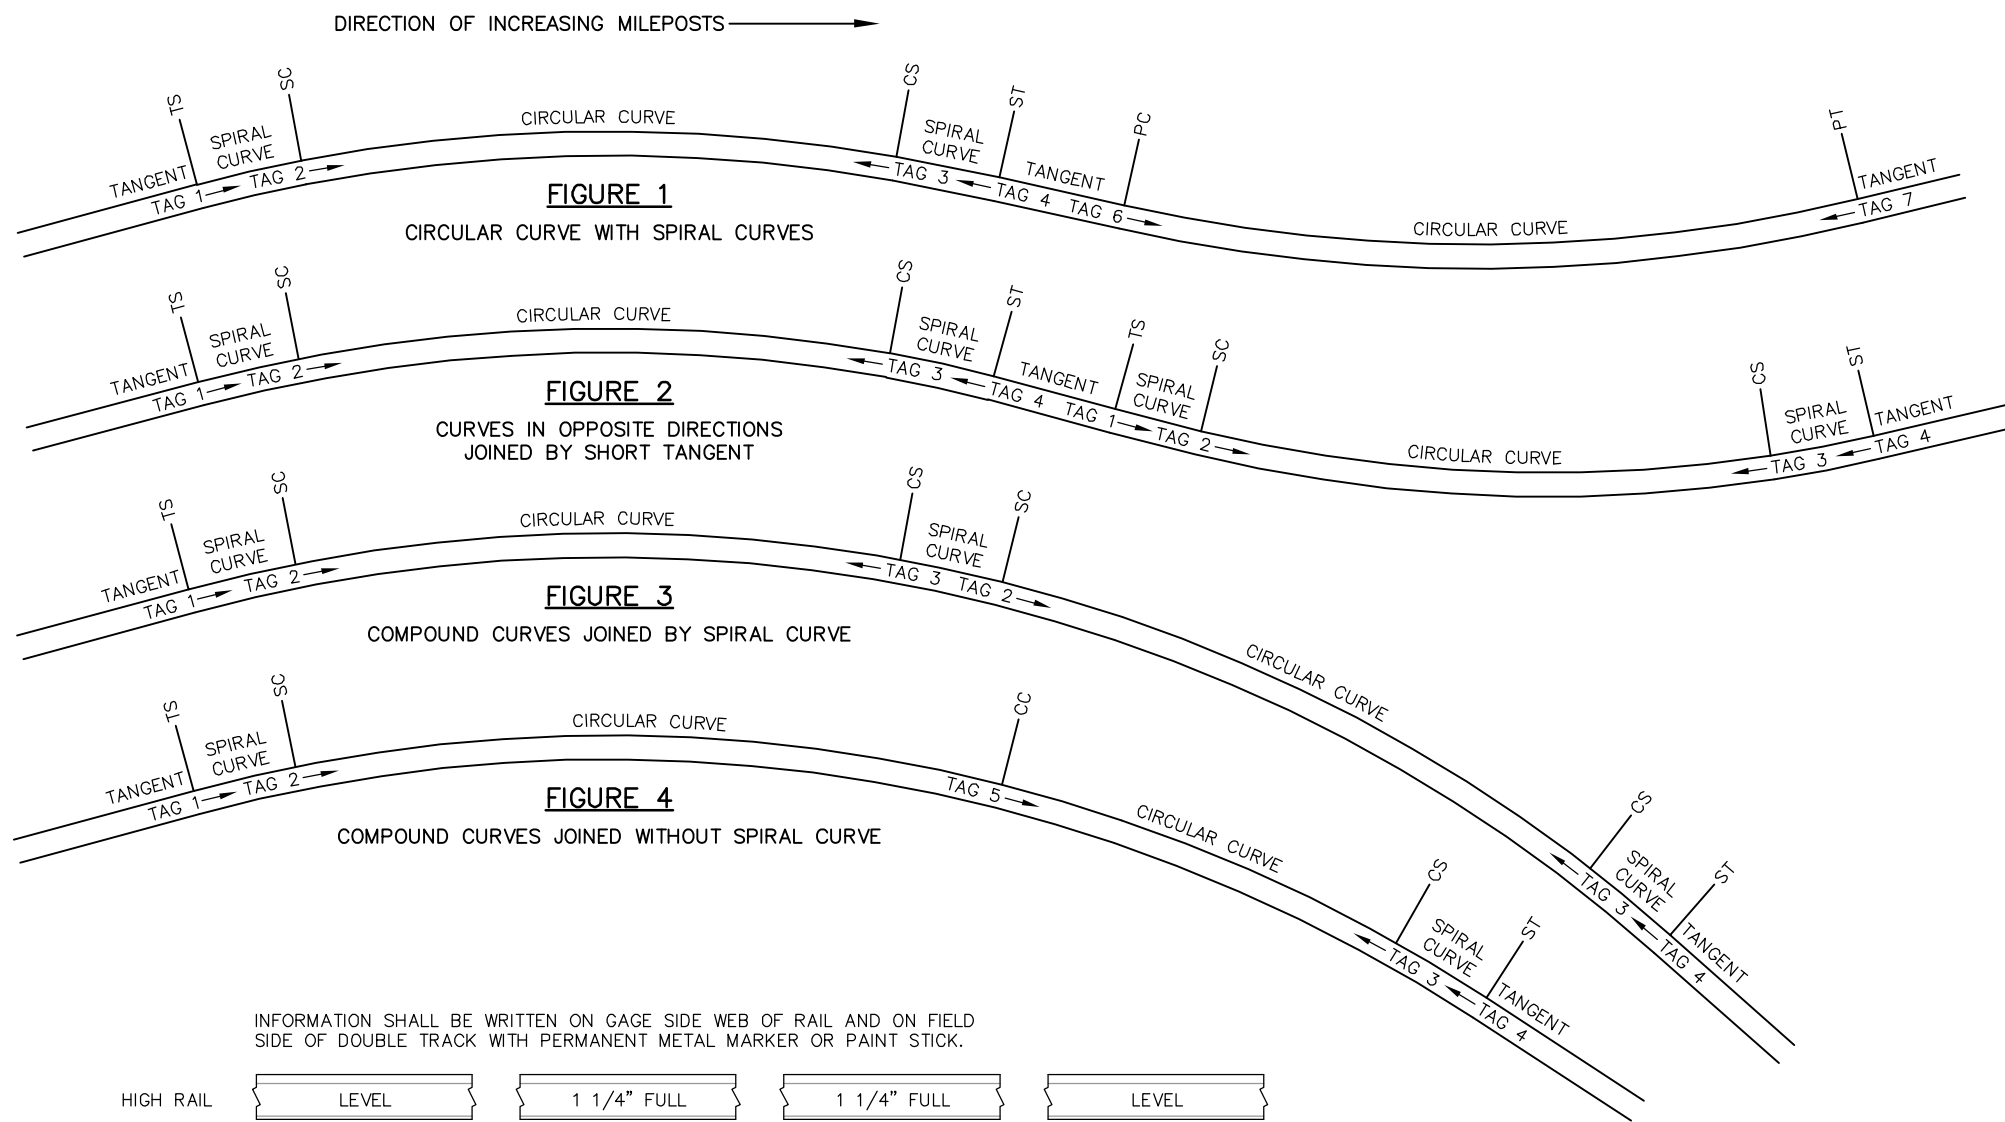 DIRECTION OF INCREASING MILEPOSTS
TS
SC
CS
ST
PC
PT
TANGENT
SPIRAL
CURVE
CIRCULAR CURVE
SPIRAL
CURVE
TANGENT
CIRCULAR CURVE
TANGENT
TAG 1
TAG 2
TAG 3
TAG 4
TAG 6
TAG 7
FIGURE 1
CIRCULAR CURVE WITH SPIRAL CURVES
TS
SC
CS
ST
TS
SC
CS
ST
TANGENT
SPIRAL
CURVE
CIRCULAR CURVE
SPIRAL
CURVE
TANGENT
SPIRAL
CURVE
CIRCULAR CURVE
SPIRAL
CURVE
TANGENT
TAG 1
TAG 2
TAG 3
TAG 4
TAG 1
TAG 2
TAG 3
TAG 4
FIGURE 2
CURVES IN OPPOSITE DIRECTIONS
JOINED BY SHORT TANGENT
TS
SC
CS
SC
CS
ST
TANGENT
SPIRAL
CURVE
CIRCULAR CURVE
SPIRAL
CURVE
CIRCULAR CURVE
SPIRAL
CURVE
TANGENT
TAG 1
TAG 2
TAG 3
TAG 2
TAG 3
TAG 4
FIGURE 3
COMPOUND CURVES JOINED BY SPIRAL CURVE
TS
SC
CC
CS
ST
TANGENT
SPIRAL
CURVE
CIRCULAR CURVE
CIRCULAR CURVE
SPIRAL
CURVE
TANGENT
TAG 1
TAG 2
TAG 5
TAG 3
TAG 4
FIGURE 4
COMPOUND CURVES JOINED WITHOUT SPIRAL CURVE
INFORMATION SHALL BE WRITTEN ON GAGE SIDE WEB OF RAIL AND ON FIELD
SIDE OF DOUBLE TRACK WITH PERMANENT METAL MARKER OR PAINT STICK.
HIGH RAIL
LEVEL
1 1/4” FULL
1 1/4” FULL
LEVEL